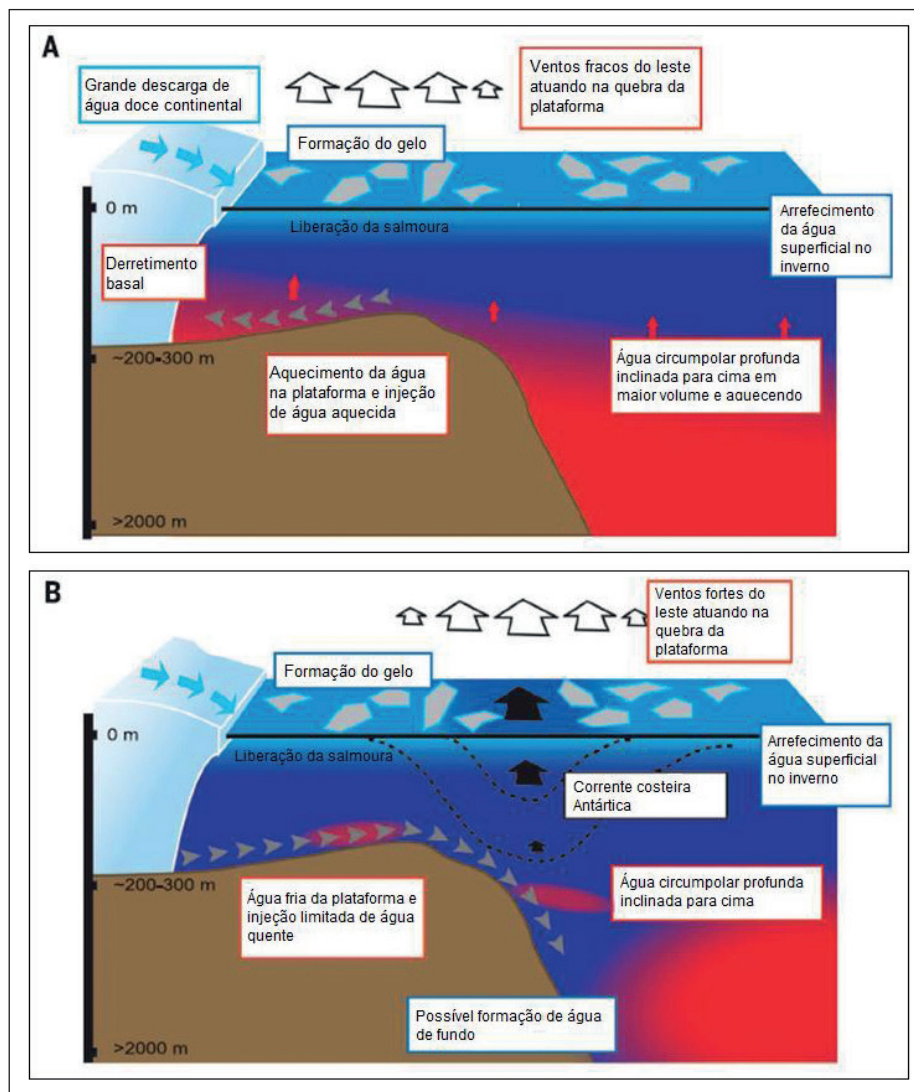 A
Grande descarga de
água doce continental
Ventos fracos do leste
atuando na quebra da
plataforma
Formação do gelo
0 m
Liberação da salmoura
Arrefecimento
da água
superficial no
inverno
Derretimento
basal
~200-300 m
Aquecimento da água
na plataforma e injeção
de água aquecida
Água circumpolar profunda
inclinada para cima em
maior volume e aquecendo
>2000 m
B
Ventos fortes do
leste atuando na
quebra da
plataforma
Formação do gelo
0 m
Liberação da salmoura
Arrefecimento da
água superficial
no inverno
Corrente costeira
Antártica
~200-300 m
Água fria da plataforma e
injeção limitada de água
quente
Água circumpolar profunda
inclinada para cima
Possível formação de água
de fundo
>2000 m